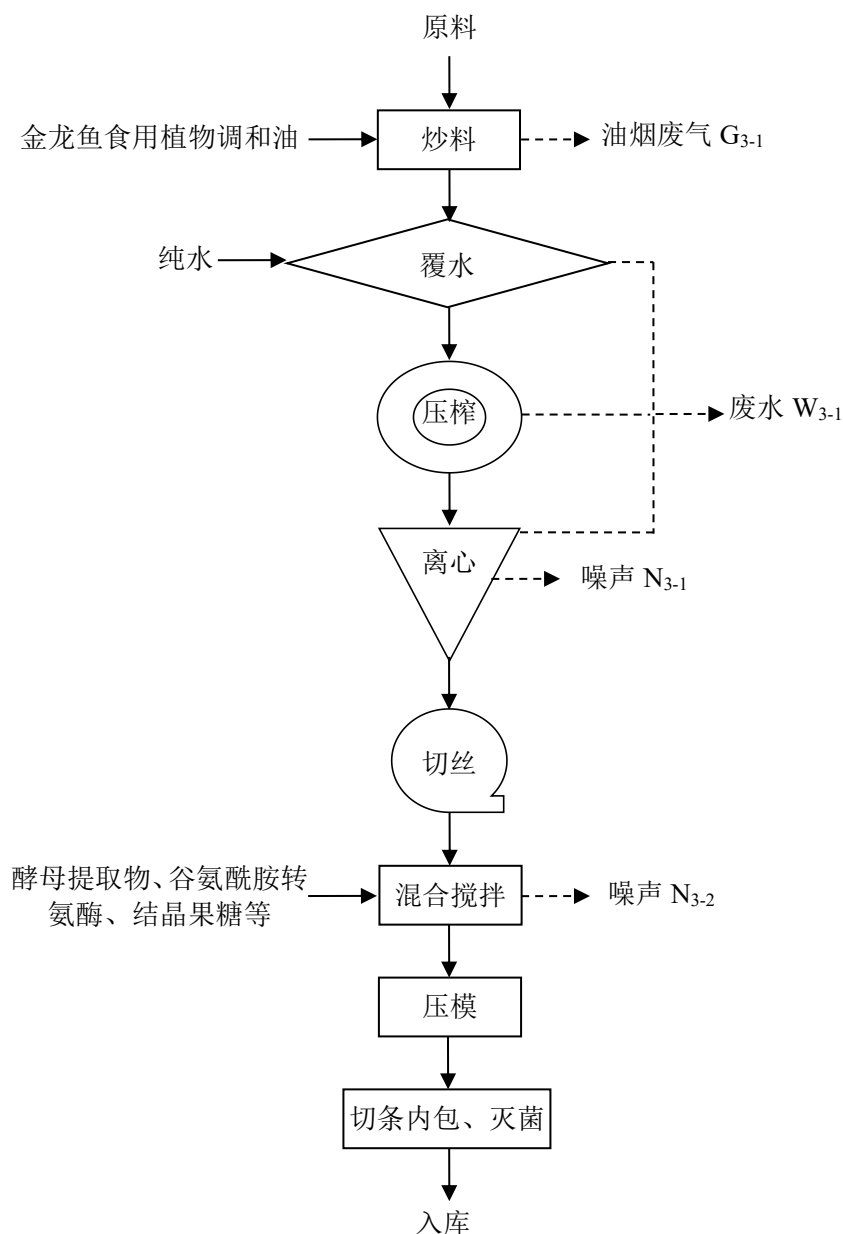 原料
金龙鱼食用植物调和油
炒料
油烟废气 G3-1
纯水
覆水
压榨
废水 W3-1
离心
噪声 N3-1
切丝
酵母提取物、谷氨酰胺转
氨酶、结晶果糖等
混合搅拌
噪声 N3-2
压模
切条内包、灭菌
入库